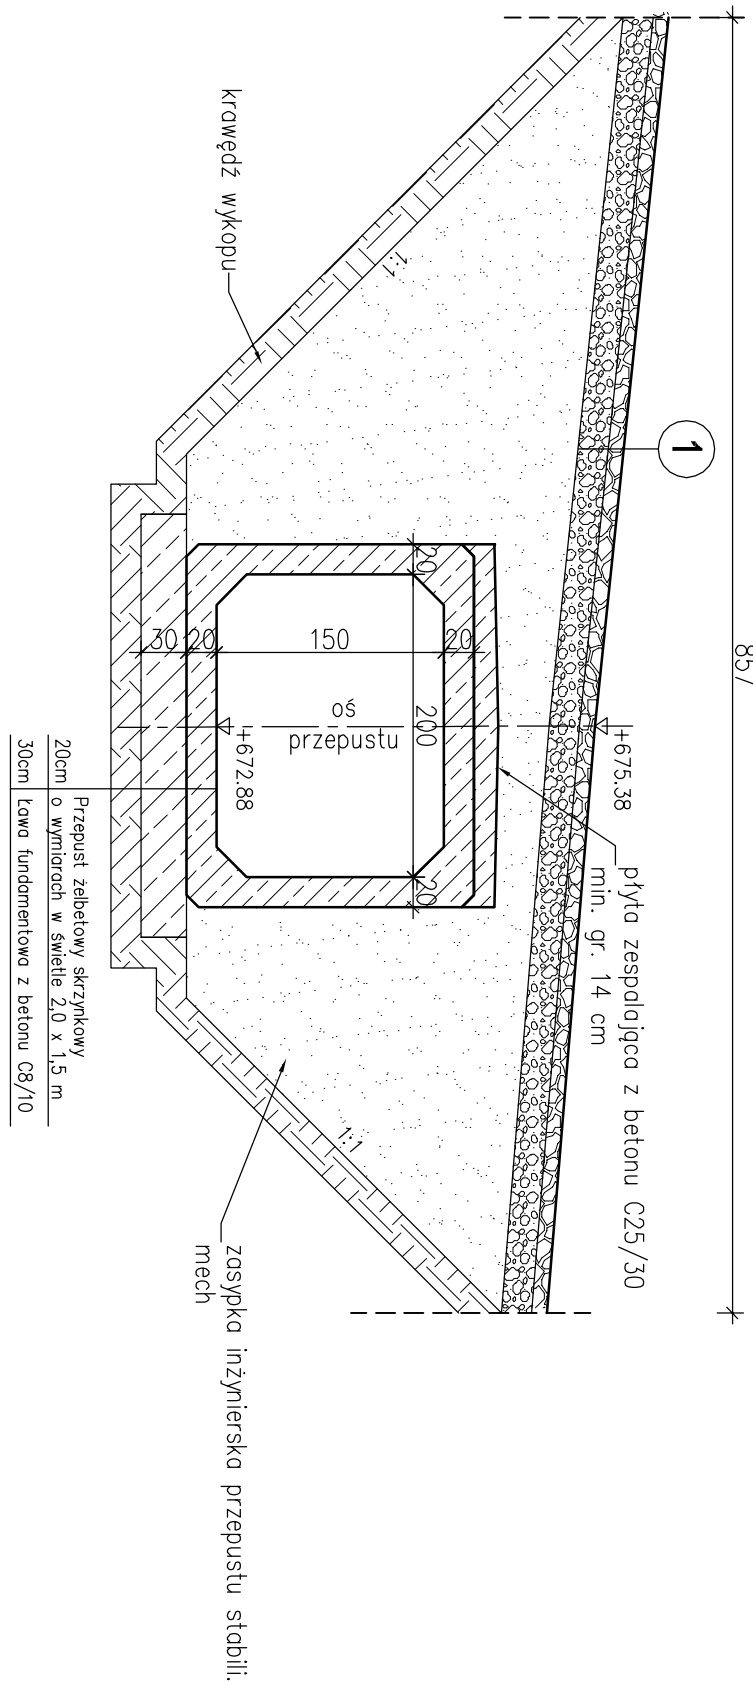 857
1
krawędź wykopu
1:1
+675.38
płyta zespalająca z betonu C25/30
min. gr. 14 cm
20
200
20
30
20
150
20
oś
przepustu
+672.88
1:1
zasypka inżynierska przepustu stabili.
mech
Przepust żelbetowy skrzynkowy
20cm o wymiarach w świetle 2,0 x 1,5 m
30cm Ława fundamentowa z betonu C8/10